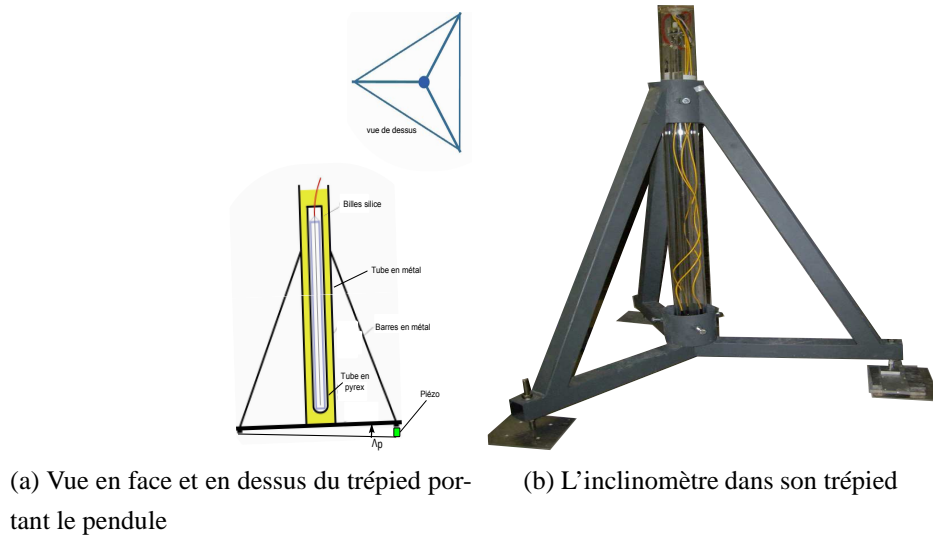 vue de dessus
Billes silice
Tube en métal
Barres en métal
Tube en
pyrex
Piézo
Λp
(a) Vue en face et en dessus du trépied por-
tant le pendule
(b) L'inclinomètre dans son trépied